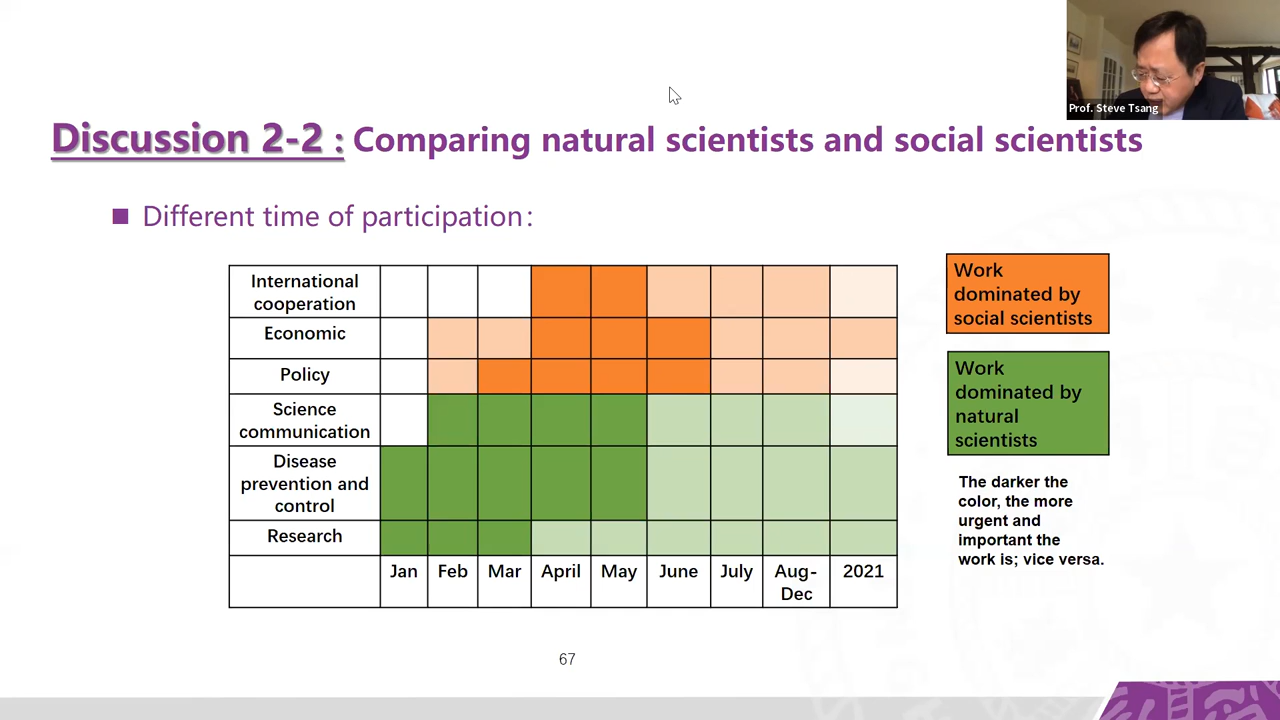 Prof. Steve Tsang
Discussion 2-2 : Comparing natural scientists and social scientists
■ Different time of participation:
International
cooperation
Economic
Policy
Science
communication
Disease
prevention and
control
Research
Jan Feb Mar April May June July Aug- 2021
Dec
Work
dominated by
social scientists
Work
dominated by
natural
scientists
The darker the
color, the more
urgent and
important the
work is; vice versa.
67